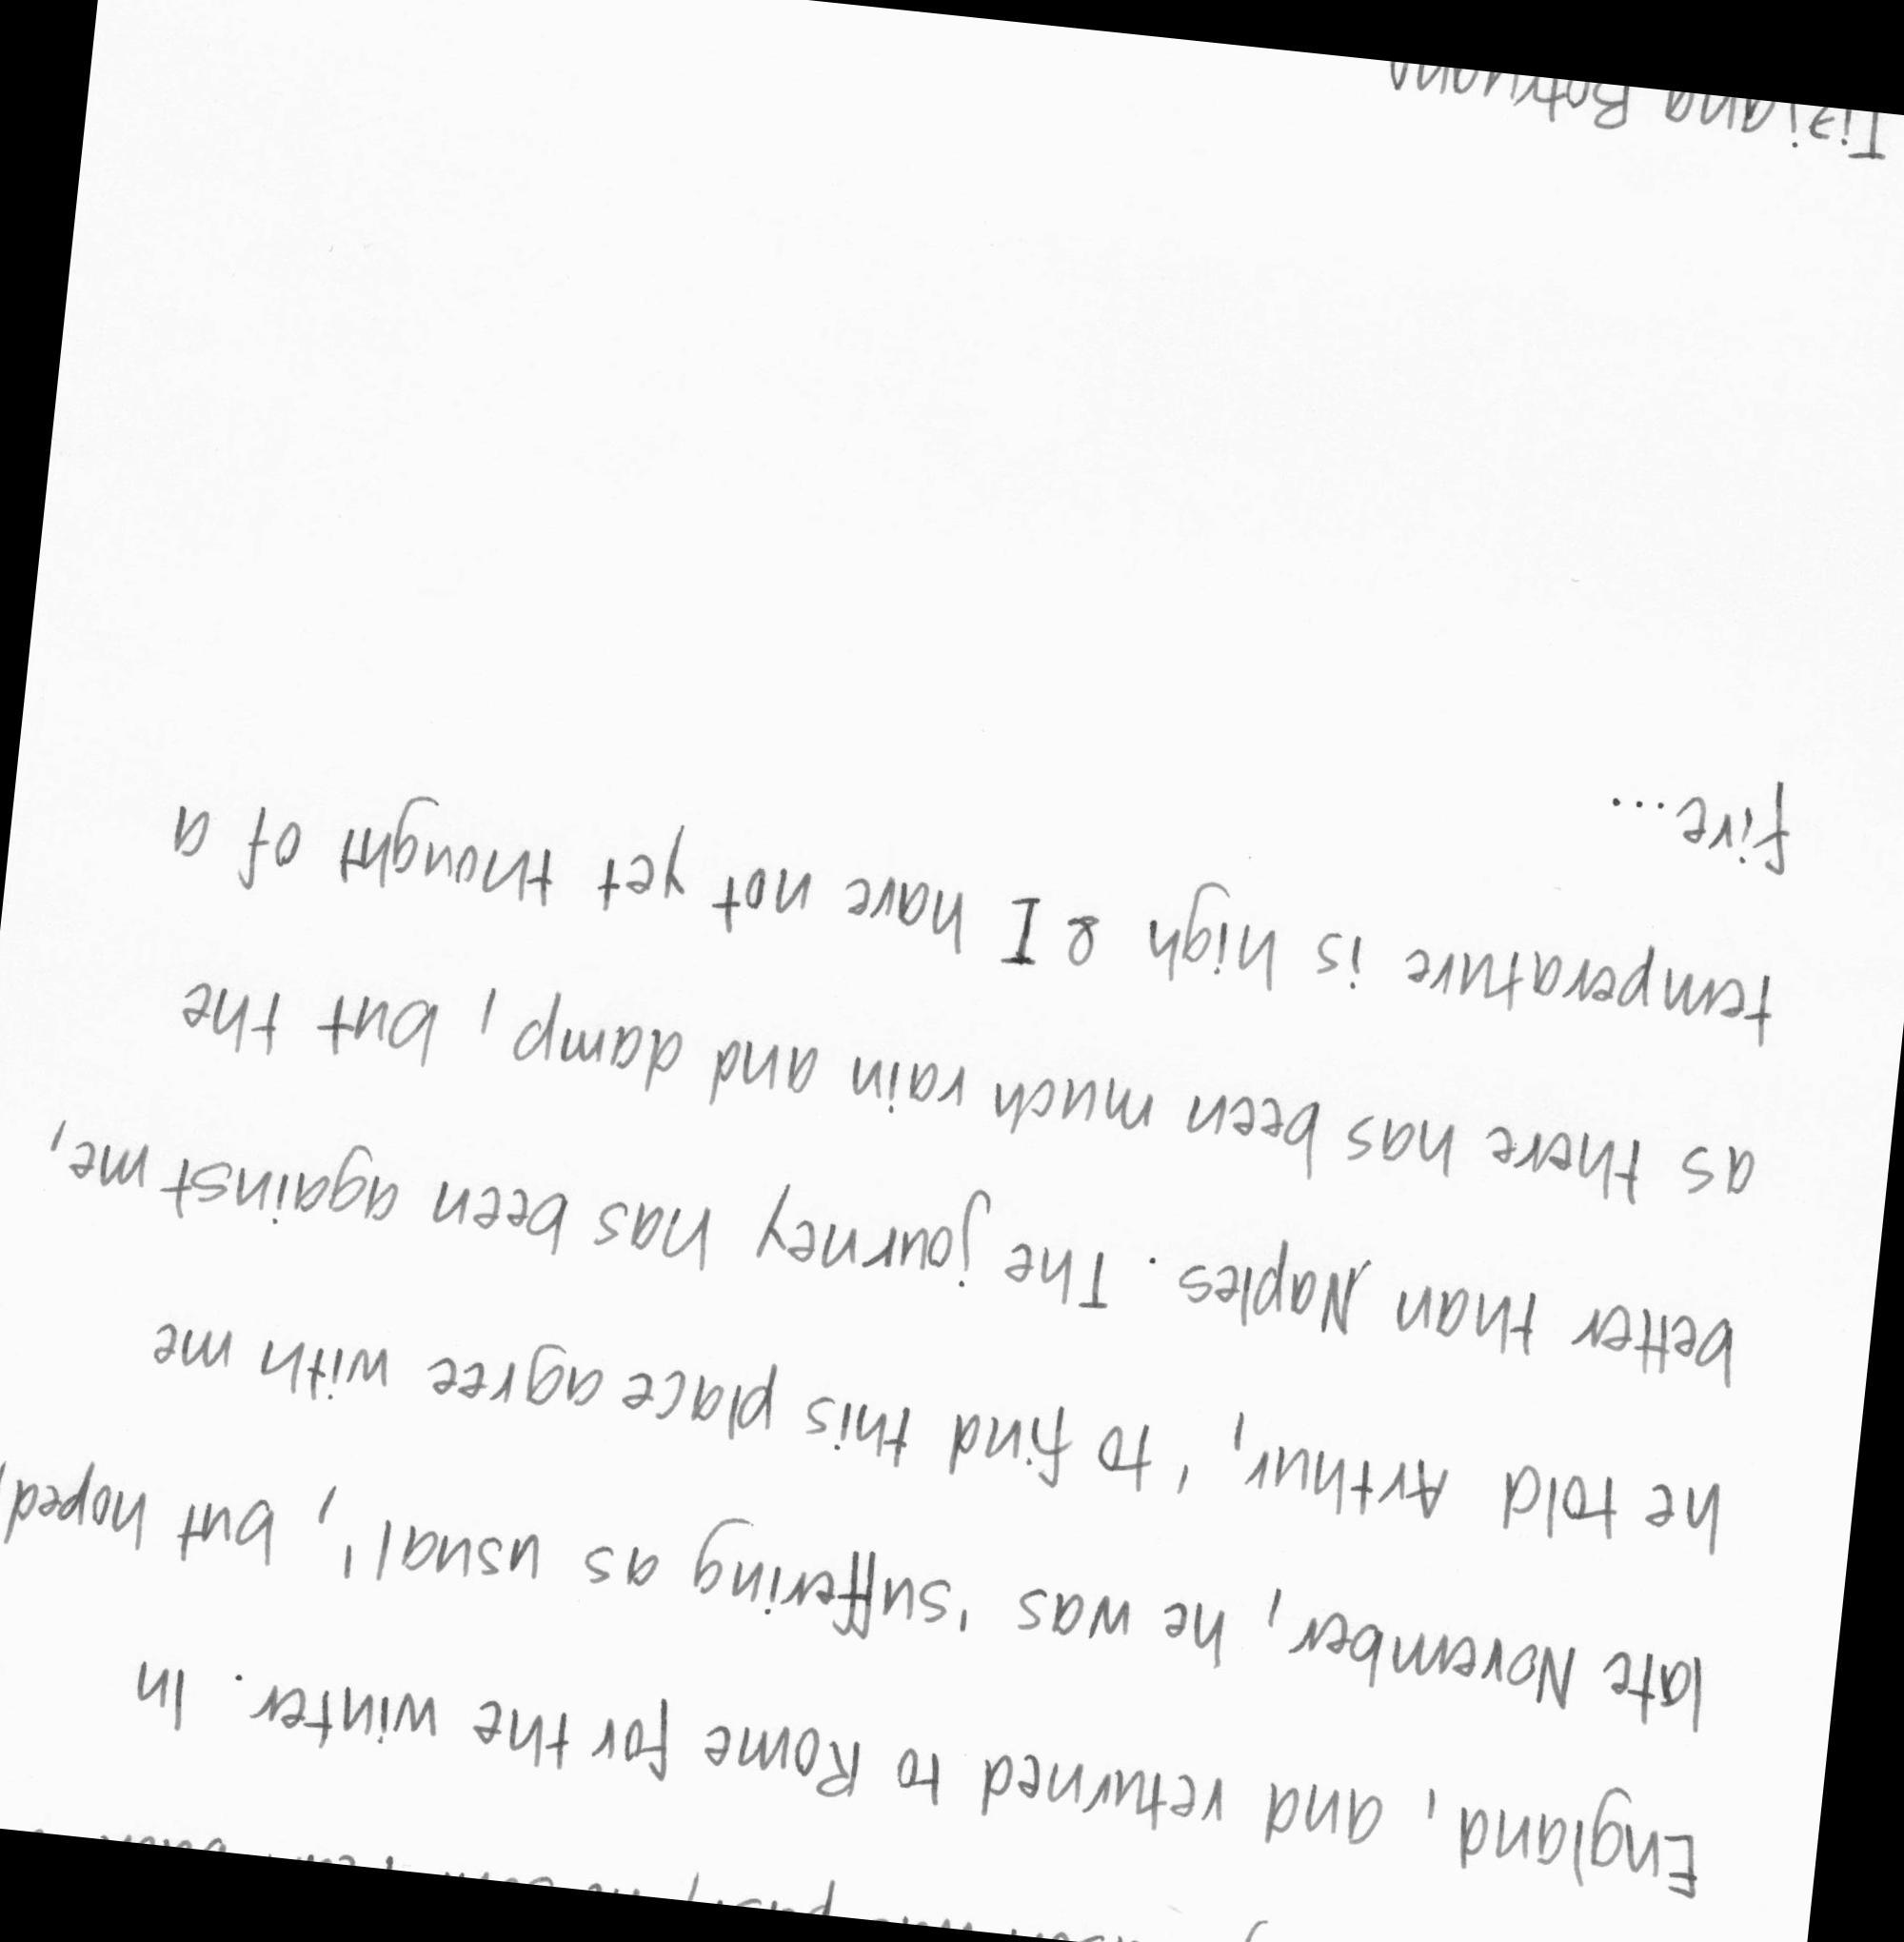 England, and returned to Rome for the winter. In
late November, he was 'suffering as usual', but hoped,
he told Arthur, 'to find this place agree with me
better than Naples. The journey has been against me,
as there has been much rain and damp, but the
temperature is high & I have not yet thought of a
fire...
Tiziana